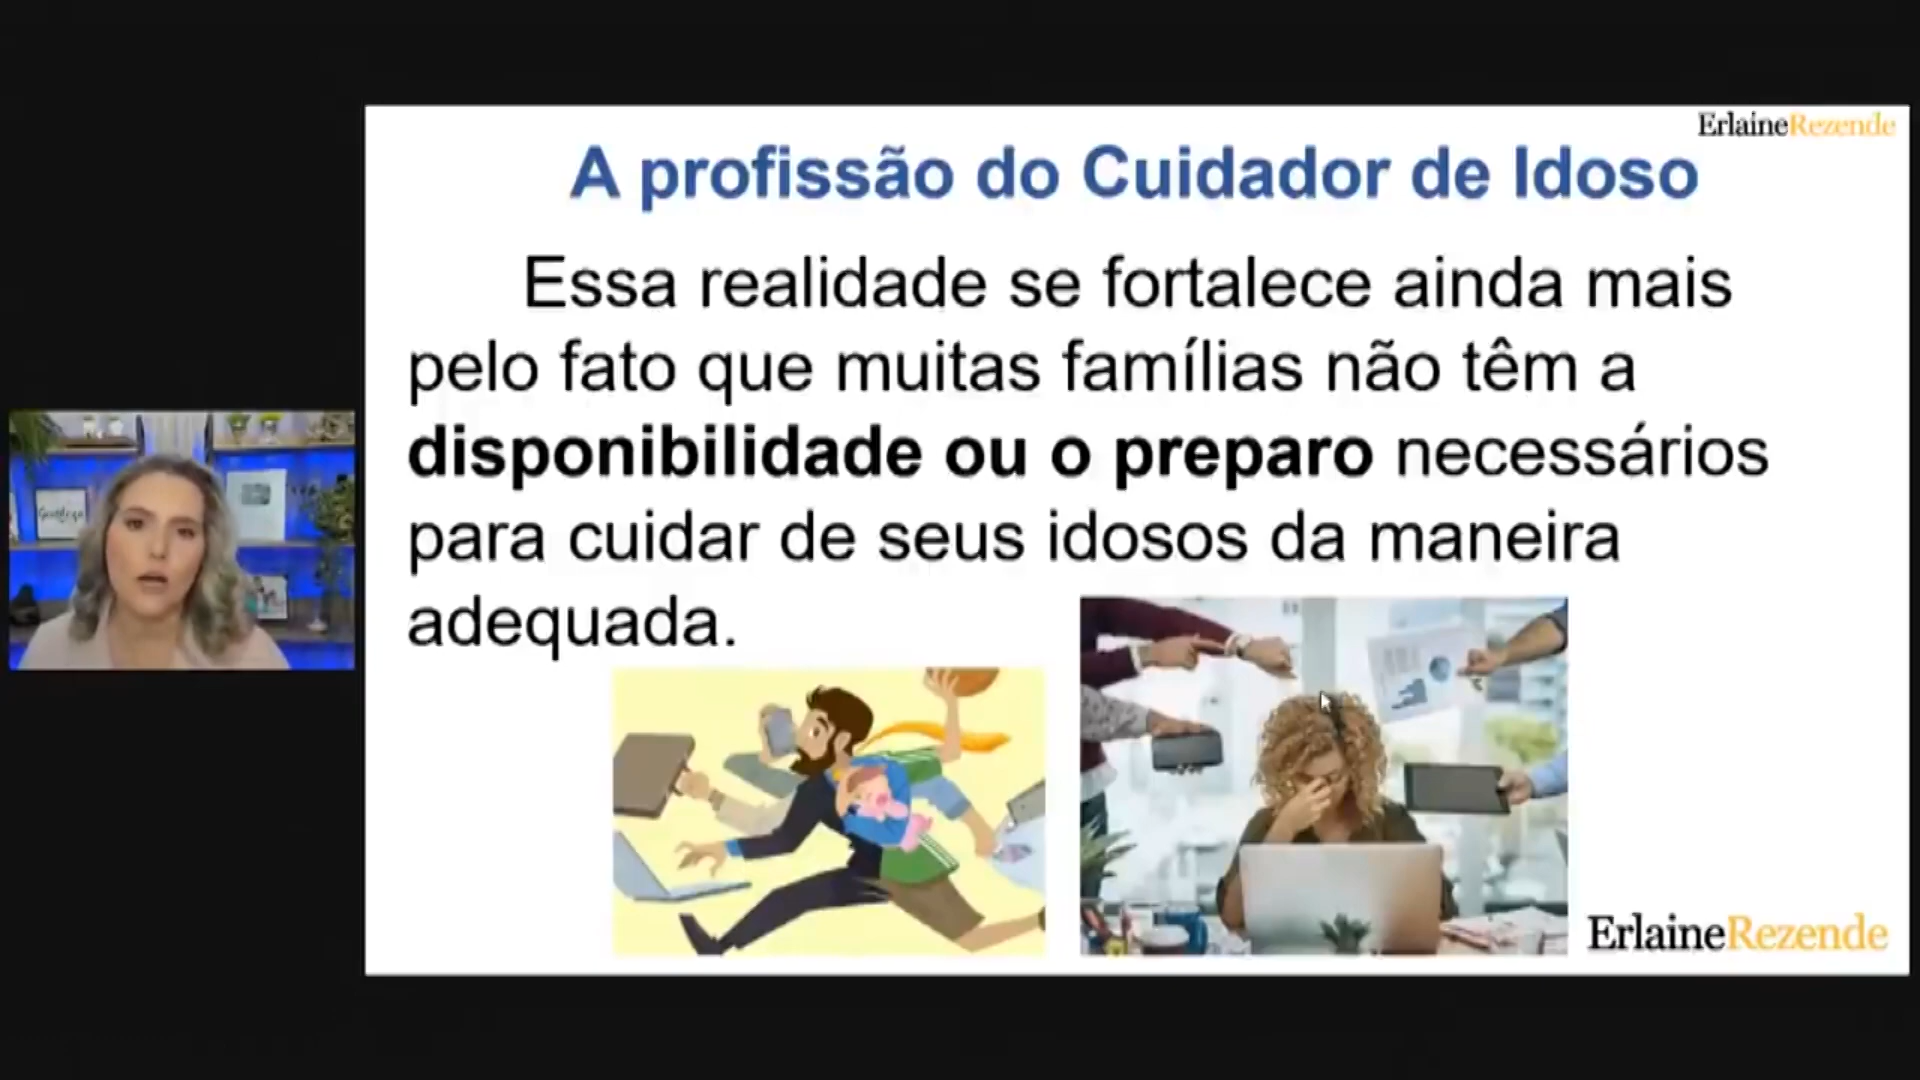 ErlaineRezende
A profissão do Cuidador de Idoso
Essa realidade se fortalece ainda mais
pelo fato que muitas famílias não têm a
disponibilidade ou o preparo necessários
para cuidar de seus idosos da maneira
adequada.
ErlaineRezende